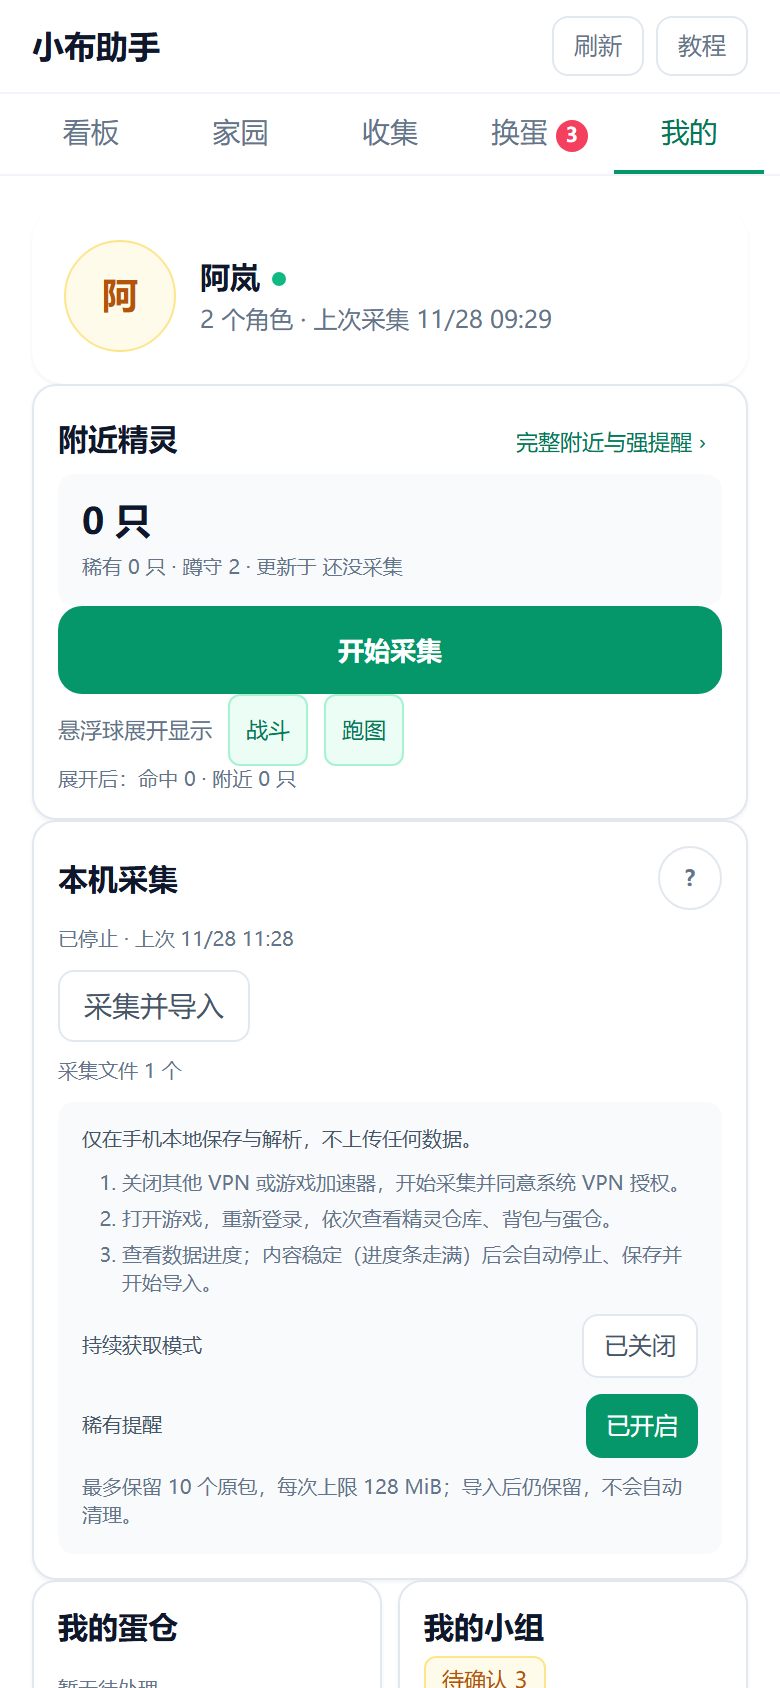 小布助手
刷新
教程
看板
家园
收集
换蛋 3
我的
阿
阿岚
2 个角色 · 上次采集 11/28 09:29
附近精灵
完整附近与强提醒 ›
0 只
稀有 0 只 · 蹲守 2 · 更新于 还没采集
开始采集
悬浮球展开显示
战斗
跑图
展开后：命中 0 · 附近 0 只
本机采集
?
已停止 · 上次 11/28 11:28
采集并导入
采集文件 1 个
仅在手机本地保存与解析，不上传任何数据。
1. 关闭其他 VPN 或游戏加速器，开始采集并同意系统 VPN 授权。
2. 打开游戏，重新登录，依次查看精灵仓库、背包与蛋仓。
3. 查看数据进度；内容稳定（进度条走满）后会自动停止、保存并
开始导入。
持续获取模式
已关闭
稀有提醒
已开启
最多保留 10 个原包，每次上限 128 MiB；导入后仍保留，不会自动
清理。
我的蛋仓
暂无待处理
我的小组
待确认 3